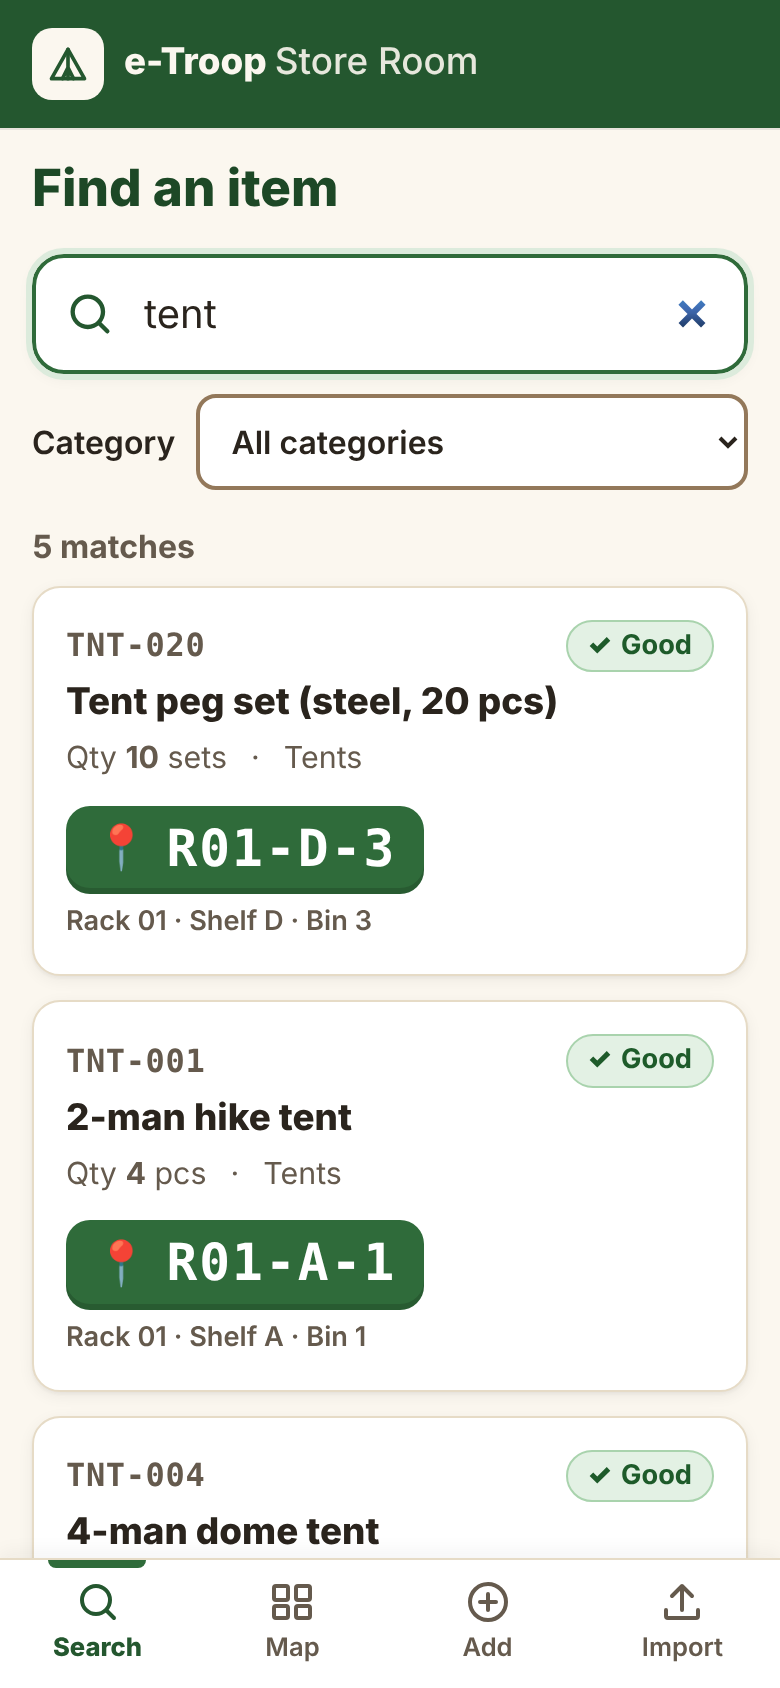 e-Troop Store Room
Find an item
tent
Category
All categories
5 matches
TNT-020
✔ Good
Tent peg set (steel, 20 pcs)
Qty 10 sets · Tents
📍 R01-D-3
Rack 01 · Shelf D · Bin 3
TNT-001
✔ Good
2-man hike tent
Qty 4 pcs · Tents
📍 R01-A-1
Rack 01 · Shelf A · Bin 1
TNT-004
✔ Good
4-man dome tent
Search
Map
Add
Import